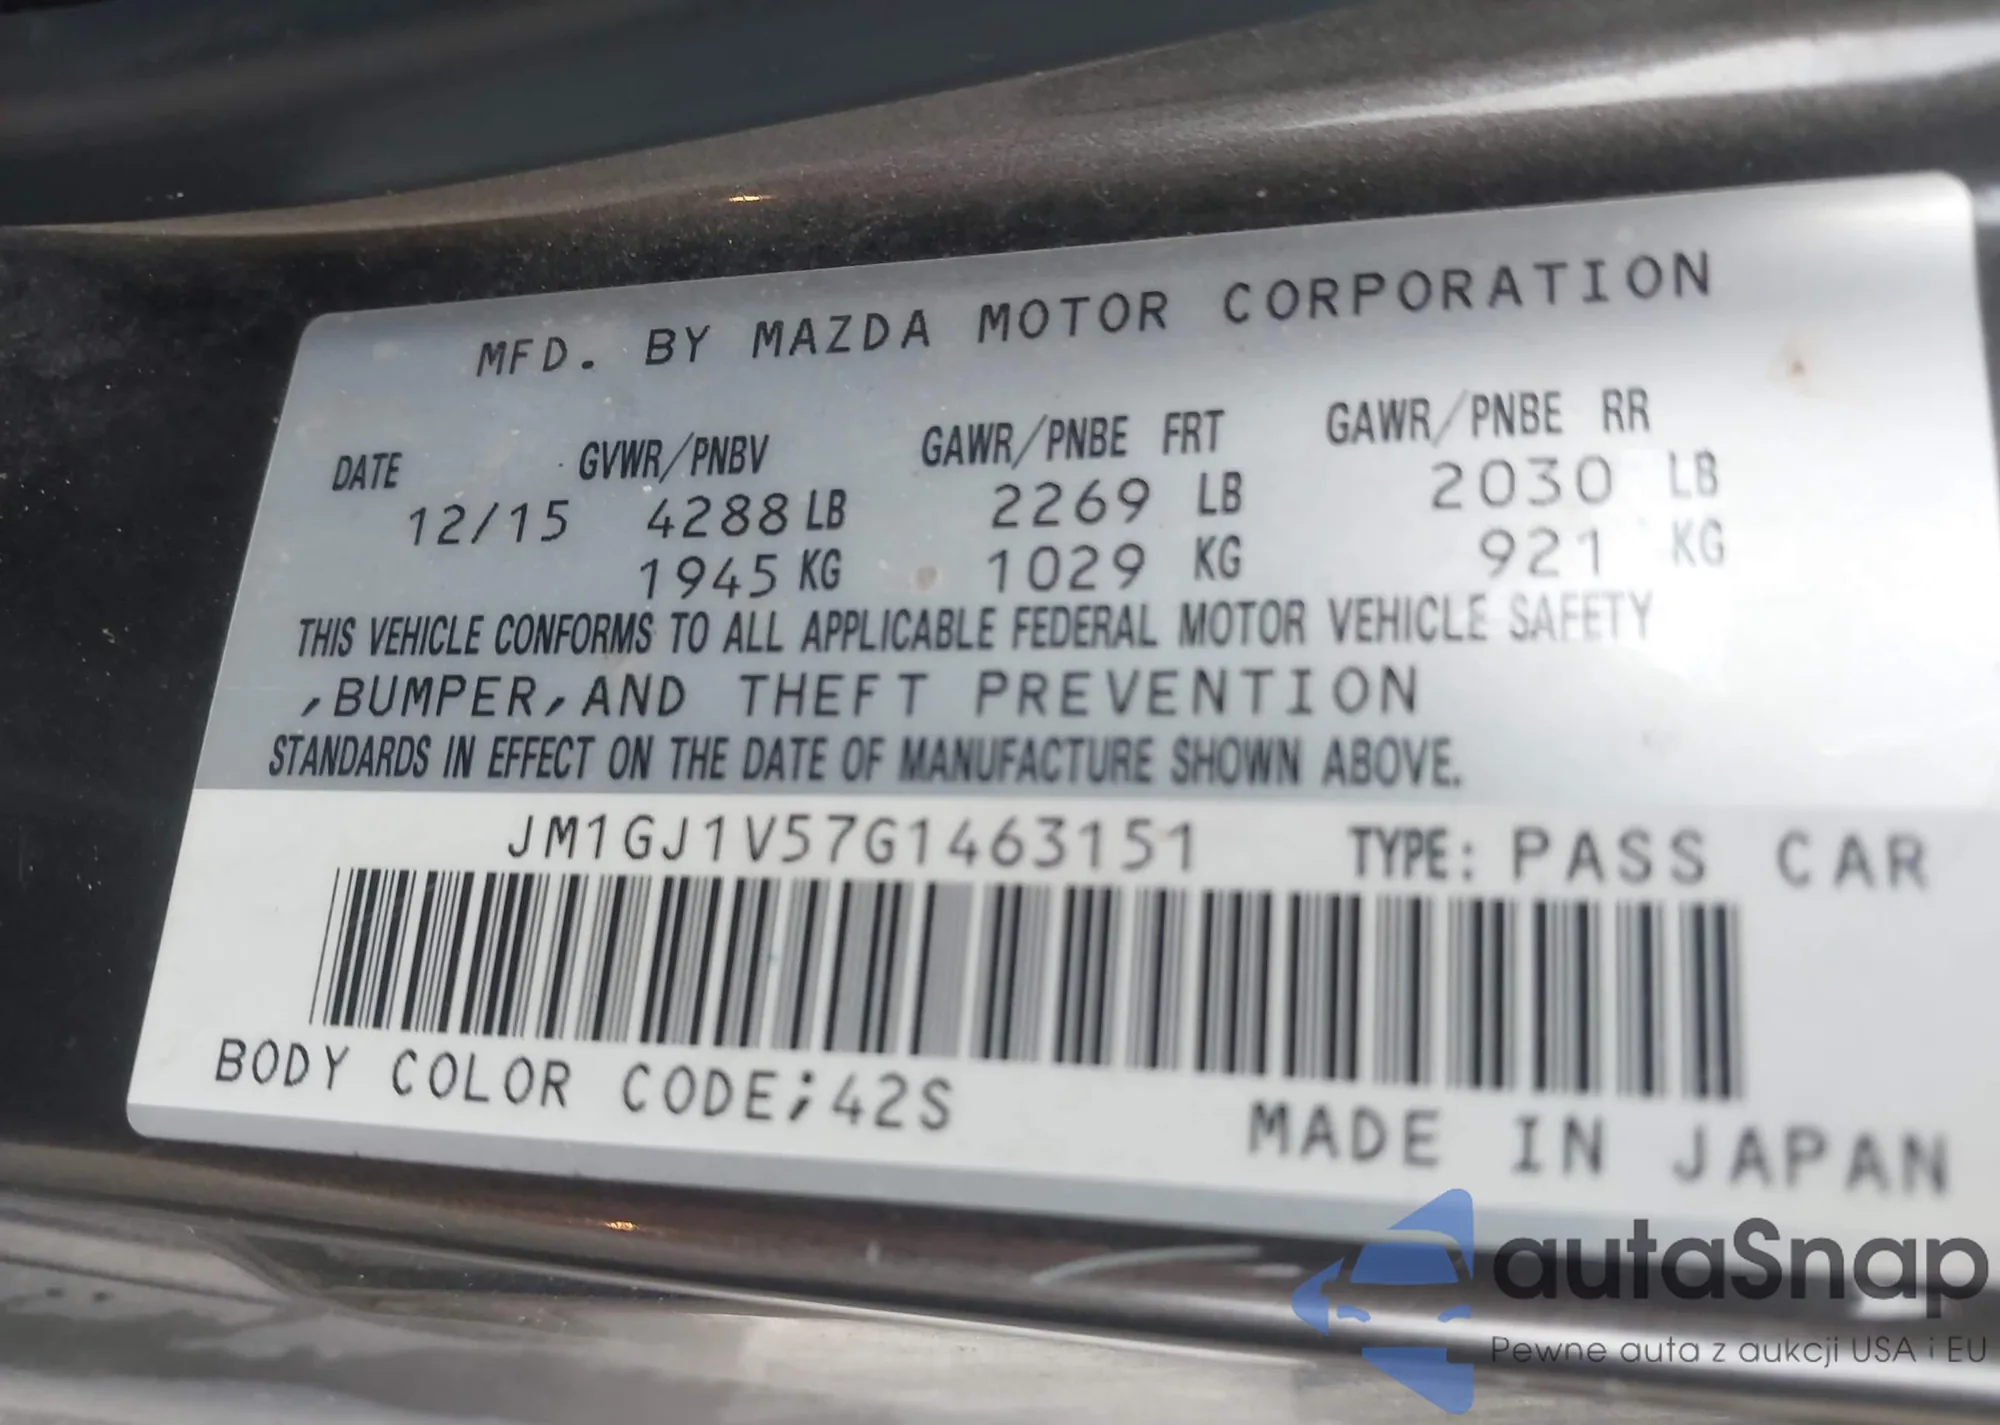 MFD. BY MAZDA MOTOR CORPORATION
DATE GVWR/PNBV GAWR/PNBE FRT GAWR/PNBE RR
12/15 4288 LB 2269 LB 2030 LB
1945 KG 1029 KG 921 KG
THIS VEHICLE CONFORMS TO ALL APPLICABLE FEDERAL MOTOR VEHICLE SAFETY
,BUMPER,AND THEFT PREVENTION
STANDARDS IN EFFECT ON THE DATE OF MANUFACTURE SHOWN ABOVE.
JM1GJ1V57G1463151 TYPE: PASS CAR
BODY COLOR CODE;42S
MADE IN JAPAN
autaSnap
Pewne auta z aukcji USA i EU